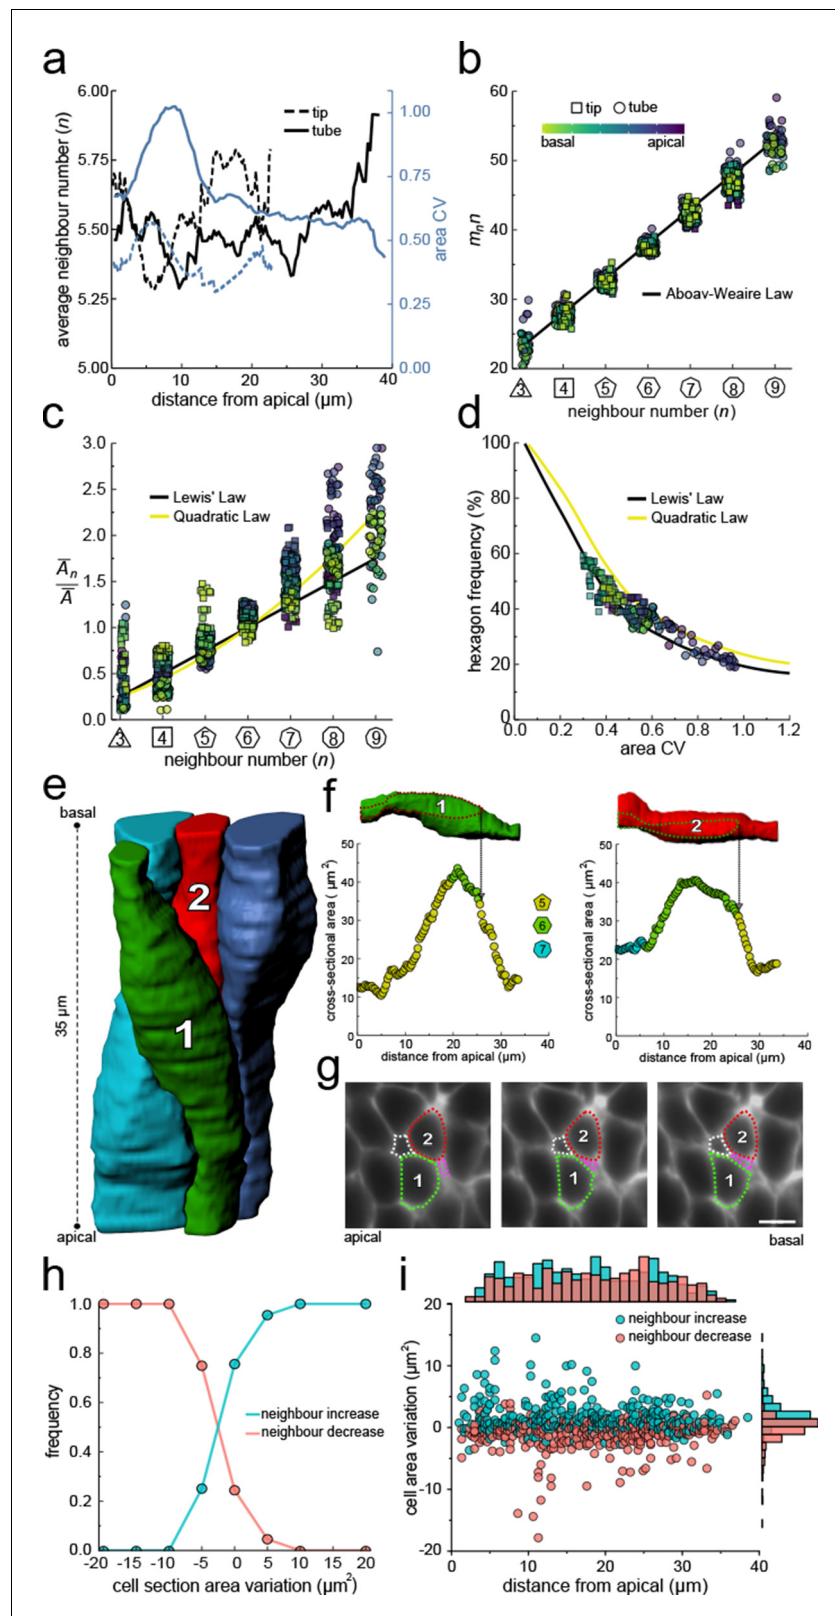 a
average neighbour number (n)
6.00
5.75
5.50
5.25
5.00
tip
tube
1.00
0.75
0.50
0.25
0.00
area CV
0 10 20 30 40
distance from apical (µm)
b
mnn
60
50
40
30
20
tip tube
basal apical
Aboav-Weaire Law
3 4 5 6 7 8 9
neighbour number (n)
c
Ān
Ā
3.0
2.5
2.0
1.5
1.0
0.5
0.0
Lewis' Law
Quadratic Law
3 4 5 6 7 8 9
neighbour number (n)
d
hexagon frequency (%)
100
80
60
40
20
0
Lewis' Law
Quadratic Law
0.0 0.2 0.4 0.6 0.8 1.0 1.2
area CV
e
basal
35 µm
apical
2
1
f
1
cross-sectional area ( µm²)
50
40
30
20
10
0
5
6
7
0 10 20 30 40
distance from apical (µm)
2
cross-sectional area ( µm²)
50
40
30
20
10
0
0 10 20 30 40
distance from apical (µm)
g
2 2 2
1 1 1
apical basal
h
frequency
1.0
0.8
0.6
0.4
0.2
0.0
neighbour increase
neighbour decrease
-20 -15 -10 -5 0 5 10 15 20
cell section area variation (µm²)
i
cell area variation (µm²)
20
10
0
-10
-20
neighbour increase
neighbour decrease
0 10 20 30 40
distance from apical (µm)